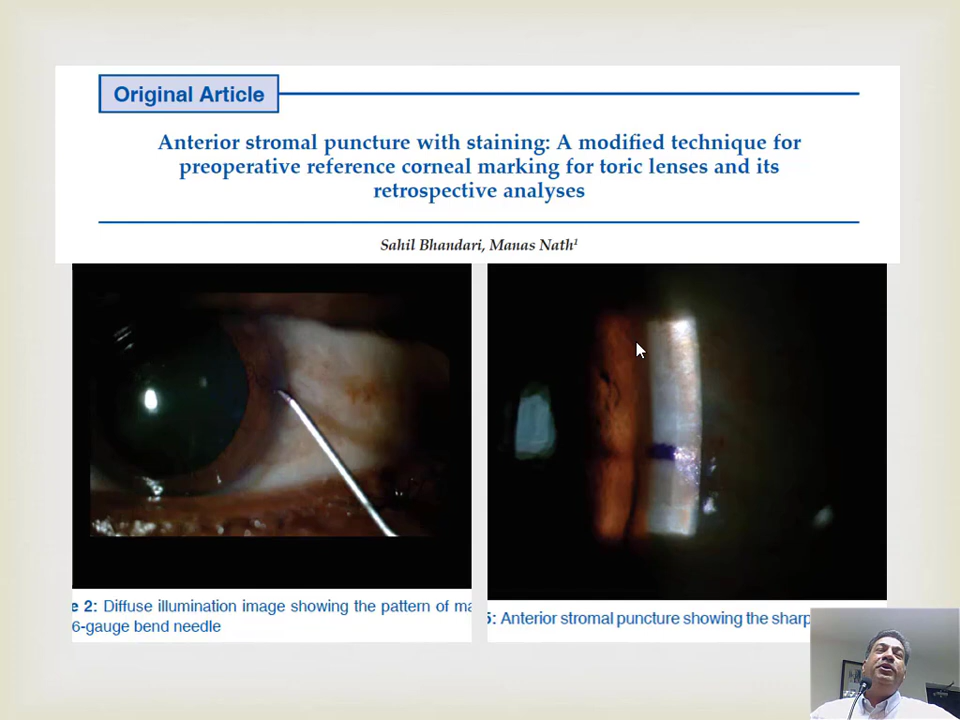 Original Article
Anterior stromal puncture with staining: A modified technique for
preoperative reference corneal marking for toric lenses and its
retrospective analyses
Sahil Bhandari, Manas Nath¹
e 2: Diffuse illumination image showing the pattern of ma
6-gauge bend needle
5: Anterior stromal puncture showing the sharp